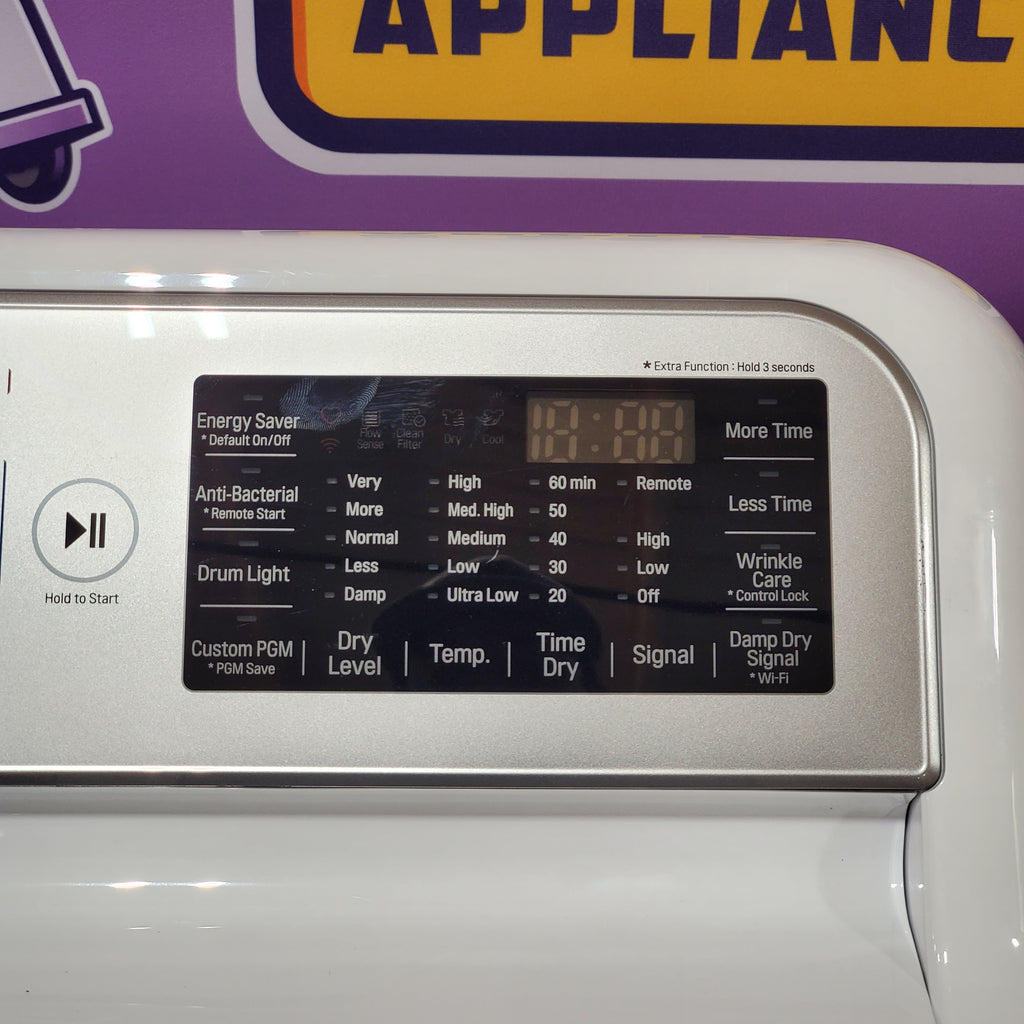 APPLIANC
* Extra Function : Hold 3 seconds
Energy Saver
* Default On/Off
Flow
Sense
Clean
Filter
Dry
Cool
18:88
More Time
Anti-Bacterial
* Remote Start
Very
More
Normal
Less
Damp
High
Med. High
Medium
Low
Ultra Low
60 min
50
40
30
20
Remote
High
Low
Off
Less Time
Hold to Start
Drum Light
Wrinkle
Care
* Control Lock
Custom PGM
* PGM Save
Dry
Level
Temp.
Time
Dry
Signal
Damp Dry
Signal
* Wi-Fi